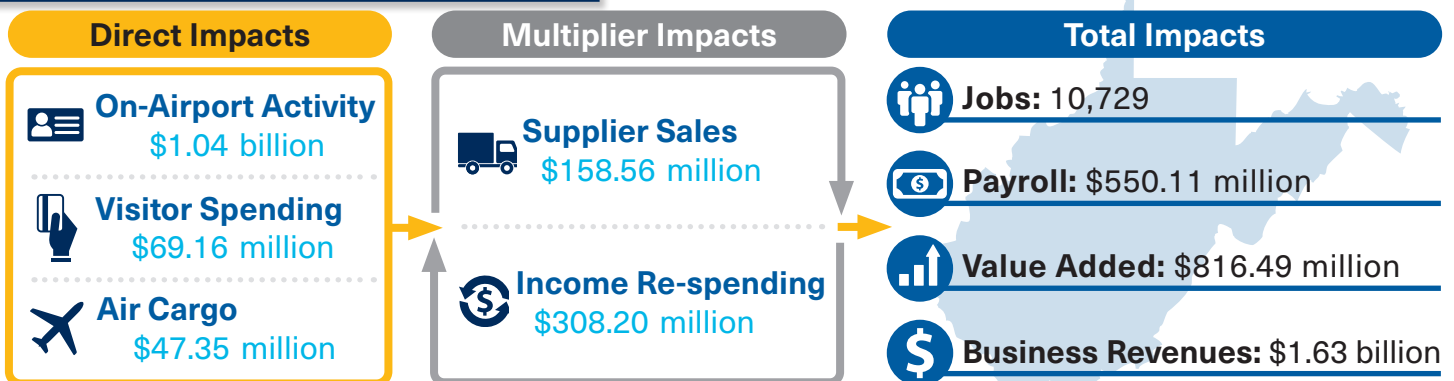 Direct Impacts
On-Airport Activity
$1.04 billion
Visitor Spending
$69.16 million
Air Cargo
$47.35 million
Multiplier Impacts
Supplier Sales
$158.56 million
Income Re-spending
$308.20 million
Total Impacts
Jobs: 10,729
Payroll: $550.11 million
Value Added: $816.49 million
Business Revenues: $1.63 billion